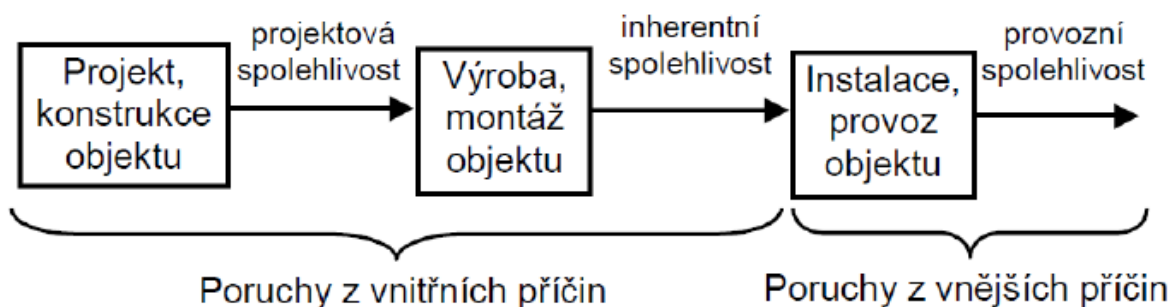 Projekt,
konstrukce
objektu
projektová
spolehlivost
Výroba,
montáž
objektu
inherentní
spolehlivost
Instalace,
provoz
objektu
provozní
spolehlivost
Poruchy z vnitřních příčin
Poruchy z vnějších příčin